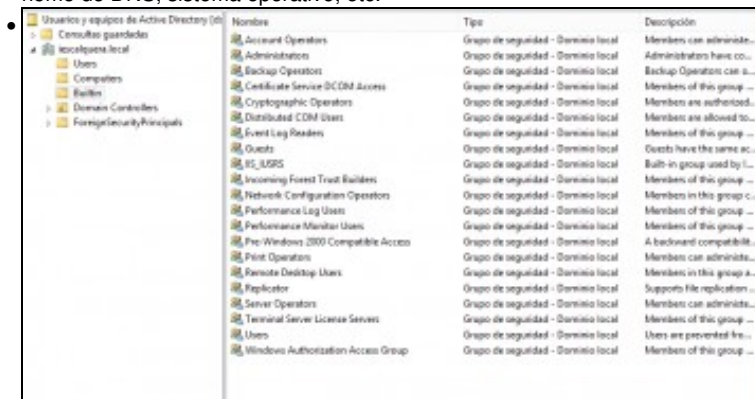 nome de DNS, sistema operativo, etc.
Usuarios y equipos de Active Directory
Consultas guardadas
iescalquera.local
Users
Computers
Builtin
Domain Controllers
ForeignSecurityPrincipals
Nombre Tipo Descripción
Account Operators Grupo de seguridad - Dominio local Members can administe...
Administrators Grupo de seguridad - Dominio local Administrators have co...
Backup Operators Grupo de seguridad - Dominio local Backup Operators can o...
Certificate Service DCOM Access Grupo de seguridad - Dominio local Members of this group ...
Cryptographic Operators Grupo de seguridad - Dominio local Members are authorized...
Distributed COM Users Grupo de seguridad - Dominio local Members are allowed to...
Event Log Readers Grupo de seguridad - Dominio local Members of this group ...
Guests Grupo de seguridad - Dominio local Guests have the same ac...
IIS_IUSRS Grupo de seguridad - Dominio local Built-in group used by I...
Incoming Forest Trust Builders Grupo de seguridad - Dominio local Members of this group ...
Network Configuration Operators Grupo de seguridad - Dominio local Members in this group c...
Performance Log Users Grupo de seguridad - Dominio local Members of this group ...
Performance Monitor Users Grupo de seguridad - Dominio local Members of this group ...
Pre-Windows 2000 Compatible Access Grupo de seguridad - Dominio local A backward compatibilit...
Print Operators Grupo de seguridad - Dominio local Members can administe...
Remote Desktop Users Grupo de seguridad - Dominio local Members in this group a...
Replicator Grupo de seguridad - Dominio local Supports file replication ...
Server Operators Grupo de seguridad - Dominio local Members can administe...
Terminal Server License Servers Grupo de seguridad - Dominio local Members of this group ...
Users Grupo de seguridad - Dominio local Users are prevented fro...
Windows Authorization Access Group Grupo de seguridad - Dominio local Members of this group ...